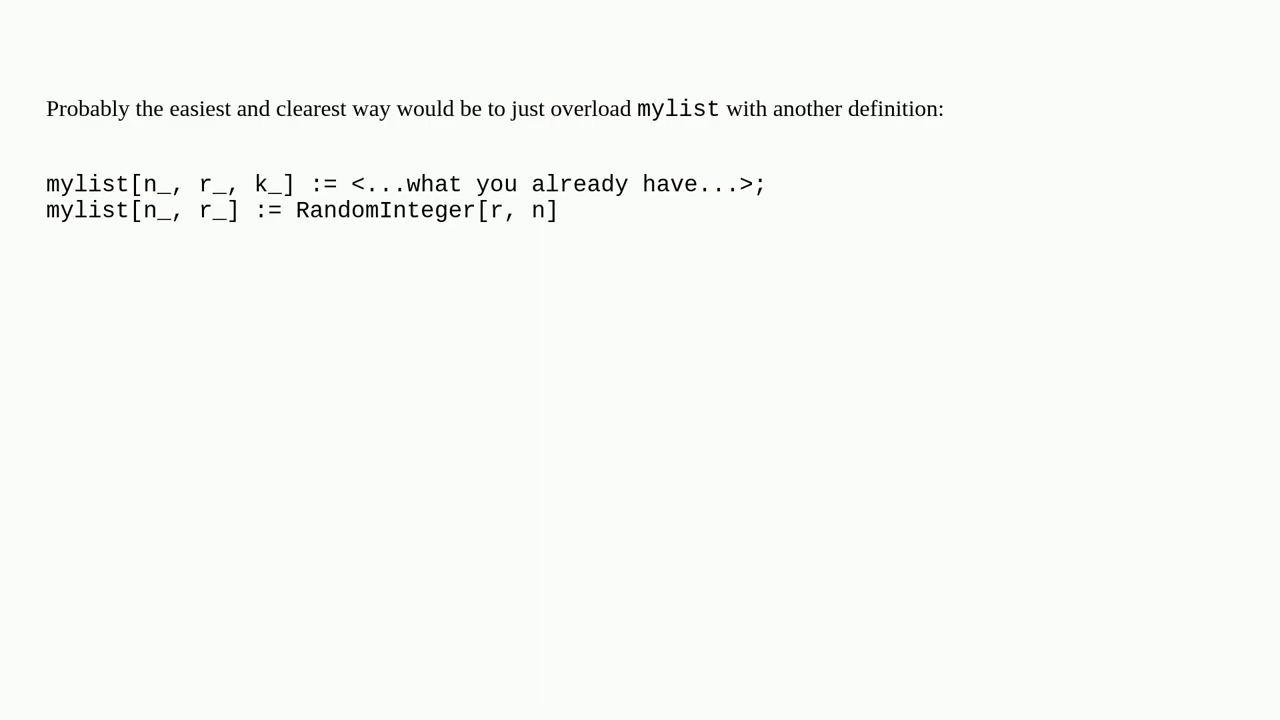 Probably the easiest and clearest way would be to just overload mylist with another definition:
mylist[n_, r_, k_] := <...what you already have...>;
mylist[n_, r_] := RandomInteger[r, n]